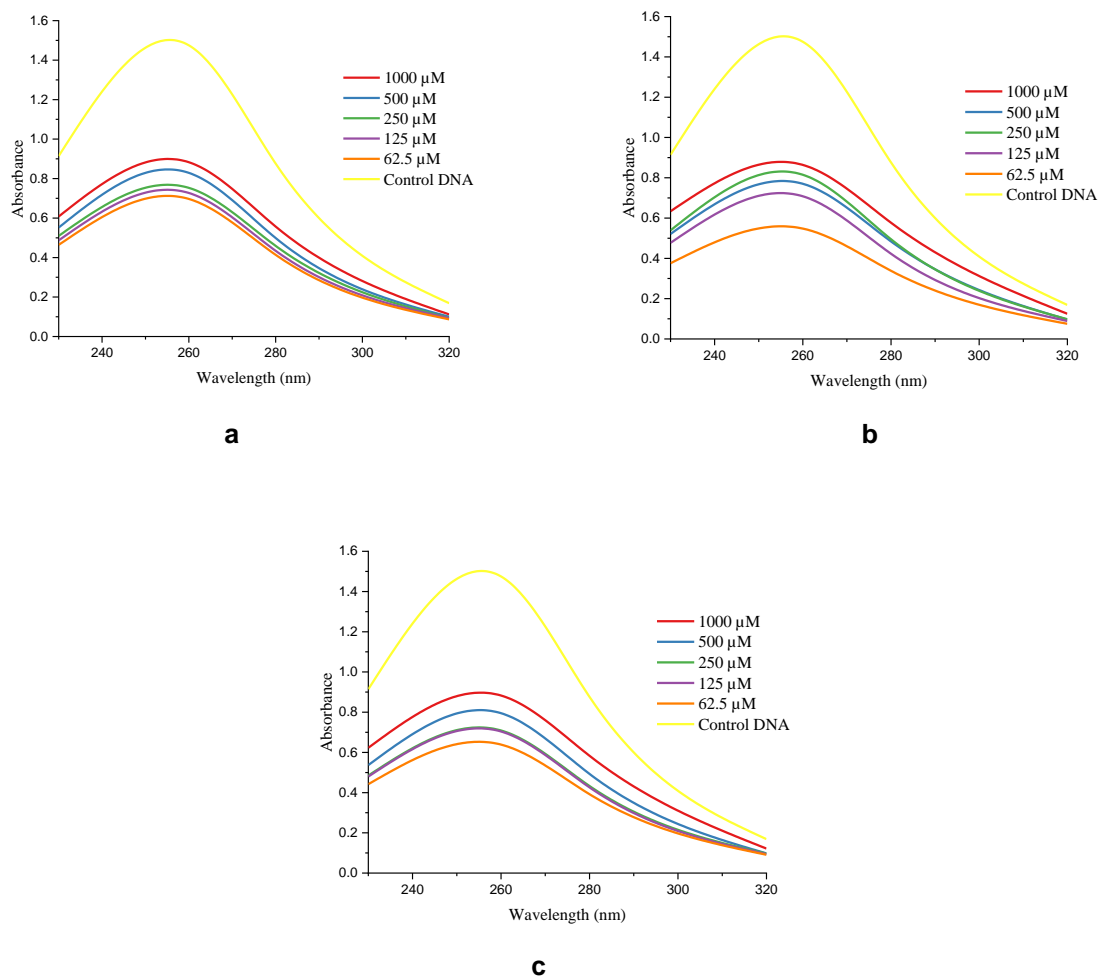 1.6
1.4
1.2
1.0
0.8
0.6
0.4
0.2
0.0
Absorbance
240 260 280 300 320
Wavelength (nm)
1000 µM
500 µM
250 µM
125 µM
62.5 µM
Control DNA
a
1.6
1.4
1.2
1.0
0.8
0.6
0.4
0.2
0.0
Absorbance
240 260 280 300 320
Wavelength (nm)
1000 µM
500 µM
250 µM
125 µM
62.5 µM
Control DNA
b
1.6
1.4
1.2
1.0
0.8
0.6
0.4
0.2
0.0
Absorbance
240 260 280 300 320
Wavelength (nm)
1000 µM
500 µM
250 µM
125 µM
62.5 µM
Control DNA
c